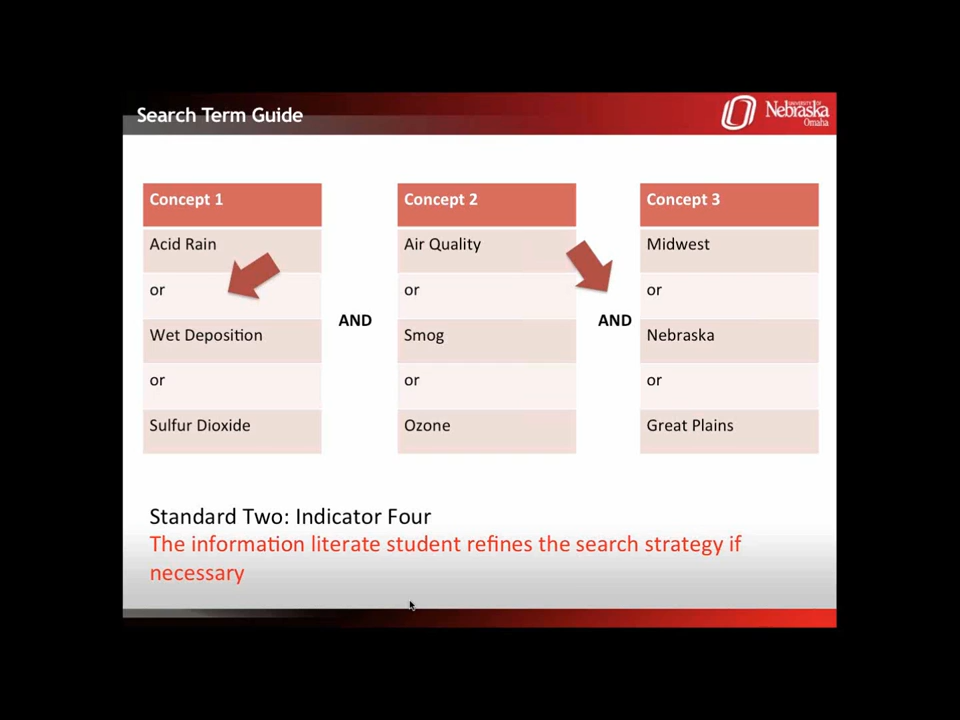 Search Term Guide
UNIVERSITY OF
Nebraska
Omaha
Concept 1
Acid Rain
or
Wet Deposition
or
Sulfur Dioxide
AND
Concept 2
Air Quality
or
Smog
or
Ozone
AND
Concept 3
Midwest
or
Nebraska
or
Great Plains
Standard Two: Indicator Four
The information literate student refines the search strategy if
necessary